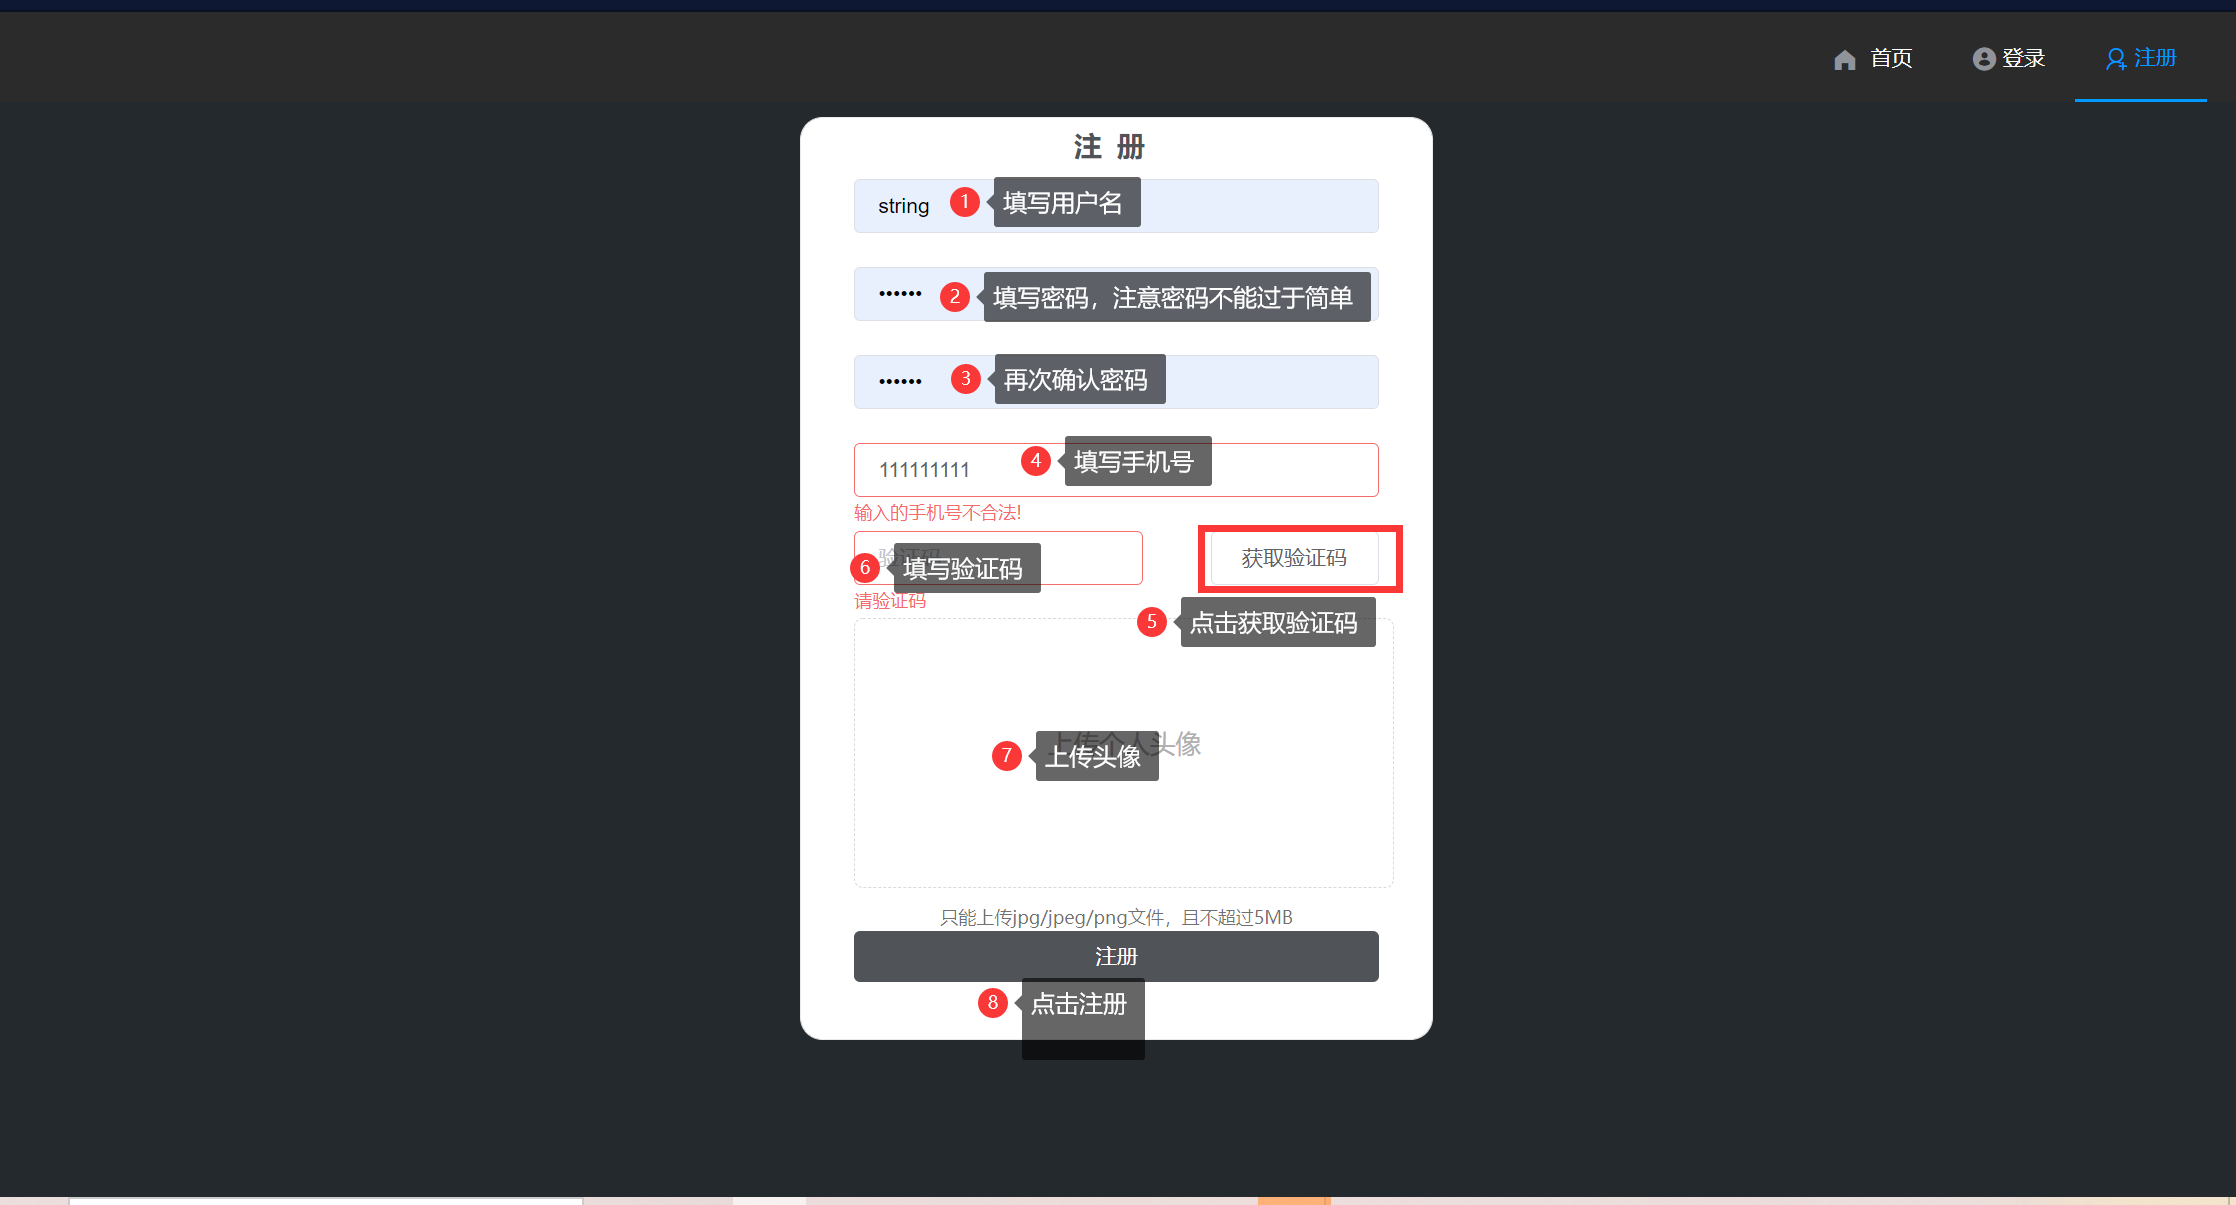 首页 登录 注册
注 册
string 1 填写用户名
•••••• 2 填写密码，注意密码不能过于简单
•••••• 3 再次确认密码
111111111 4 填写手机号
输入的手机号不合法!
验证码 6 填写验证码 获取验证码
请验证码
5 点击获取验证码
上传个人头像
7 上传头像
只能上传jpg/jpeg/png文件，且不超过5MB
注册
8 点击注册